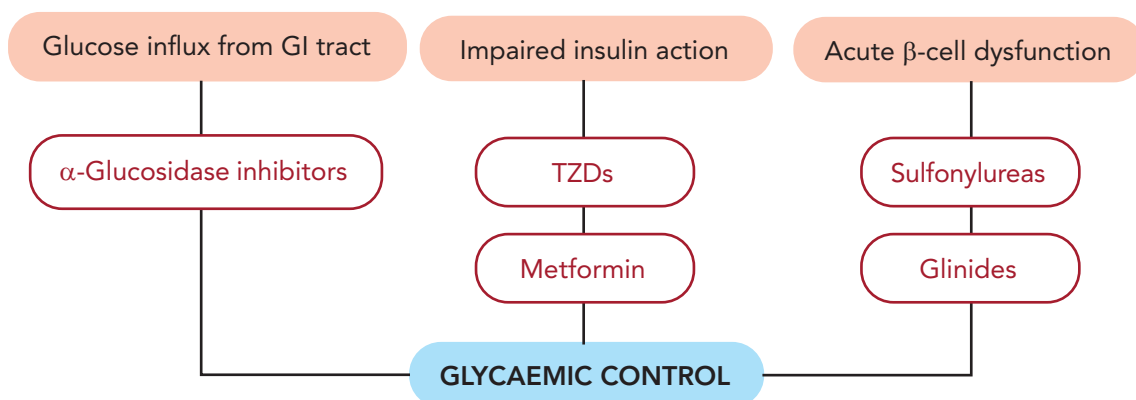 Glucose influx from GI tract
Impaired insulin action
Acute β-cell dysfunction
α-Glucosidase inhibitors
TZDs
Sulfonylureas
Metformin
Glinides
GLYCAEMIC CONTROL